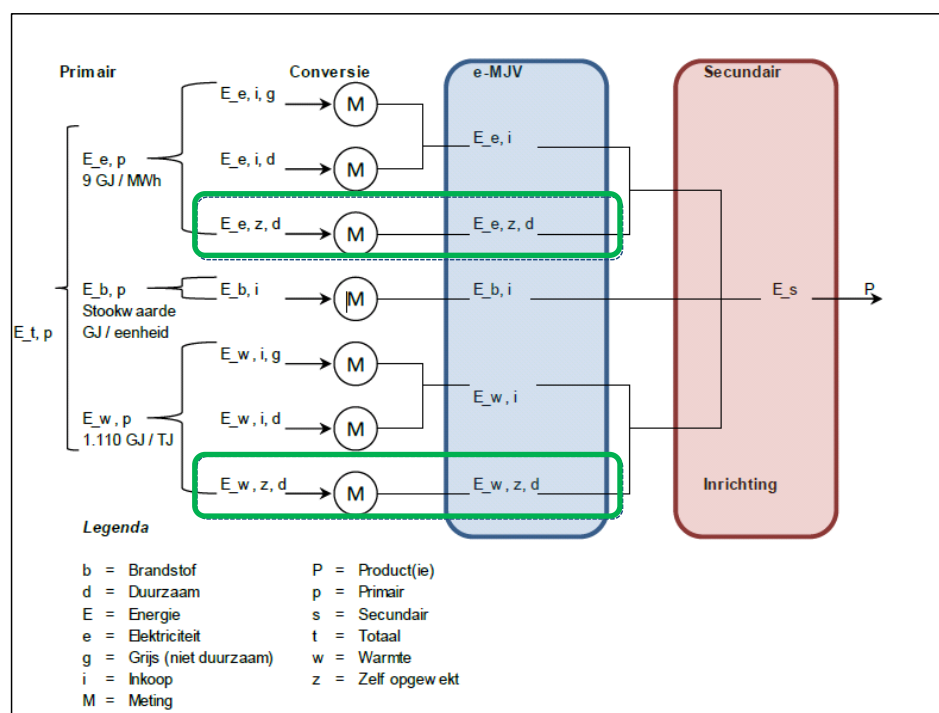 Primair Conversie e-MJV Secundair
E_e, i, g M
E_e, i
E_e, p
9 GJ / MWh
E_e, i, d M
E_e, z, d M E_e, z, d
E_b, p
Stookwaarde
GJ / eenheid
E_b, i M E_b, i E_s P
E_t, p
E_w, i, g M
E_w, i
E_w, p
1.110 GJ / TJ
E_w, i, d M
E_w, z, d M E_w, z, d Inrichting
Legenda
b = Brandstof P = Product(ie)
d = Duurzaam p = Primair
E = Energie s = Secundair
e = Elektriciteit t = Totaal
g = Grijs (niet duurzaam) w = Warmte
i = Inkoop z = Zelf opgewekt
M = Meting